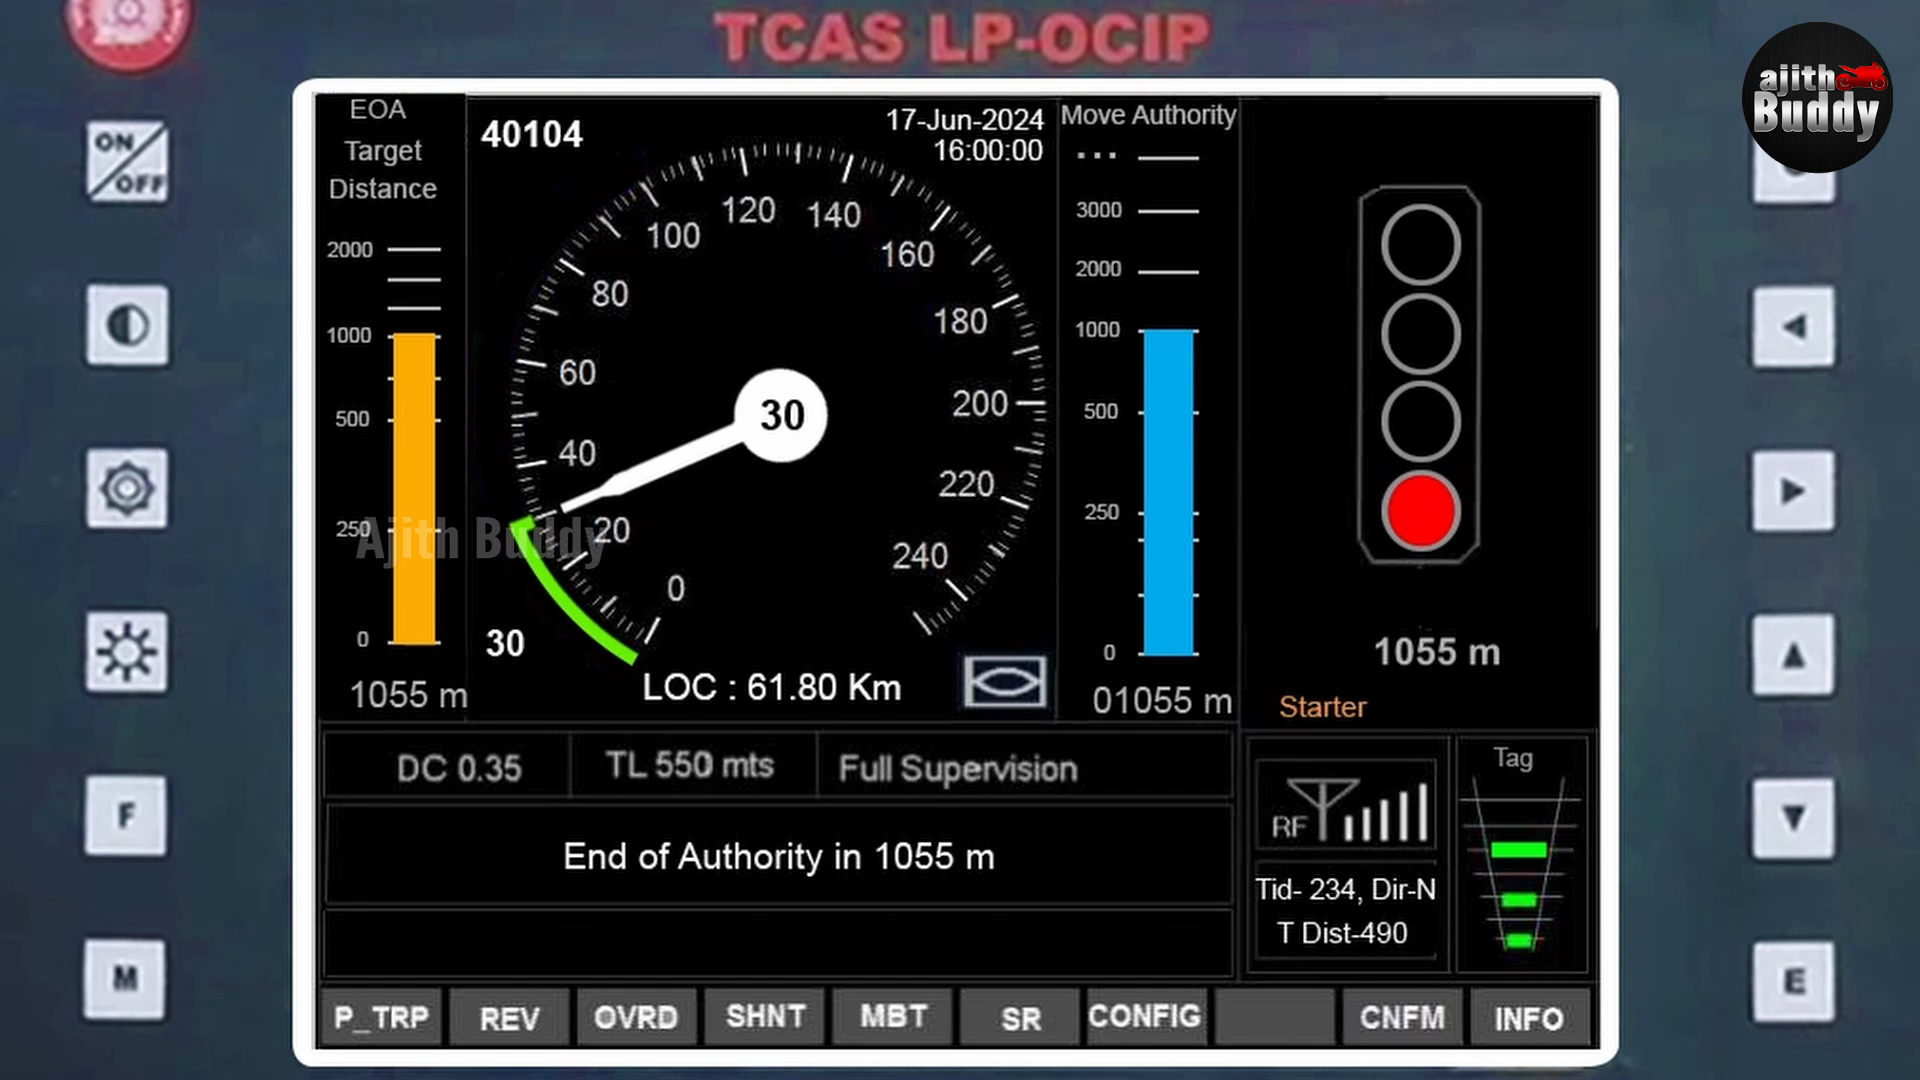 TCAS LP-OCIP
ajith
Buddy
ON
OFF
F
M
E
EOA
Target
Distance
2000
1000
500
250
0
1055 m
40104
17-Jun-2024
16:00:00
0
20
40
60
80
100
120
140
160
180
200
220
240
30
30
LOC : 61.80 Km
Ajith Buddy
Move Authority
...
3000
2000
1000
500
250
0
01055 m
1055 m
Starter
DC 0.35
TL 550 mts
Full Supervision
End of Authority in 1055 m
RF
Tid- 234, Dir-N
T Dist-490
Tag
P_TRP
REV
OVRD
SHNT
MBT
SR
CONFIG
CNFM
INFO